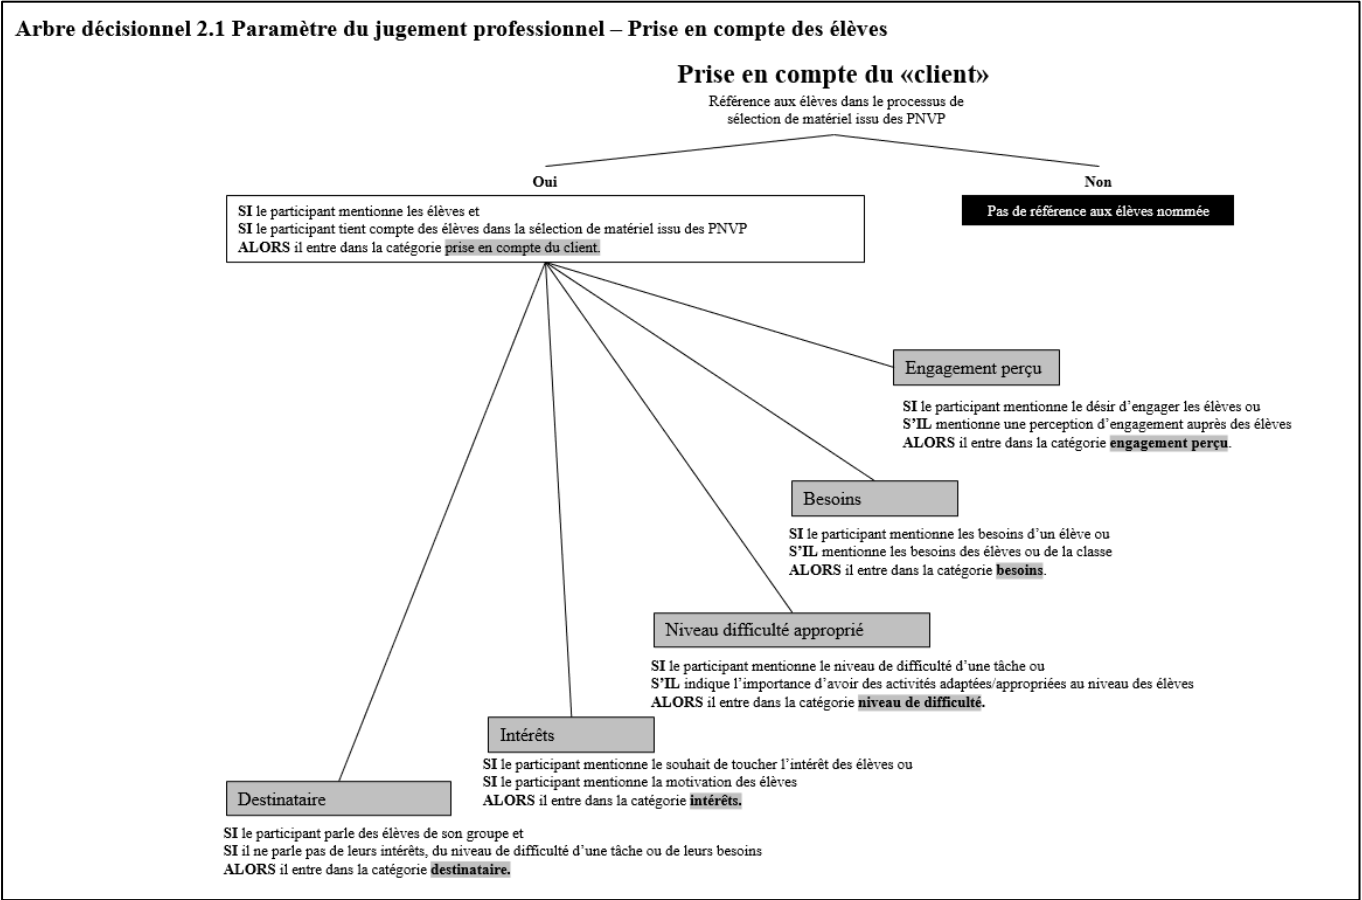 Arbre décisionnel 2.1 Paramètre du jugement professionnel – Prise en compte des élèves
Prise en compte du «client»
Référence aux élèves dans le processus de
sélection de matériel issu des PNVP
Oui
Non
SI le participant mentionne les élèves et
SI le participant tient compte des élèves dans la sélection de matériel issu des PNVP
ALORS il entre dans la catégorie prise en compte du client.
Pas de référence aux élèves nommée
Engagement perçu
SI le participant mentionne le désir d’engager les élèves ou
S’IL mentionne une perception d’engagement auprès des élèves
ALORS il entre dans la catégorie engagement perçu.
Besoins
SI le participant mentionne les besoins d’un élève ou
S’IL mentionne les besoins des élèves ou de la classe
ALORS il entre dans la catégorie besoins.
Niveau difficulté approprié
SI le participant mentionne le niveau de difficulté d’une tâche ou
S’IL indique l’importance d’avoir des activités adaptées/appropriées au niveau des élèves
ALORS il entre dans la catégorie niveau de difficulté.
Intérêts
SI le participant mentionne le souhait de toucher l’intérêt des élèves ou
SI le participant mentionne la motivation des élèves
ALORS il entre dans la catégorie intérêts.
Destinataire
SI le participant parle des élèves de son groupe et
SI il ne parle pas de leurs intérêts, du niveau de difficulté d’une tâche ou de leurs besoins
ALORS il entre dans la catégorie destinataire.